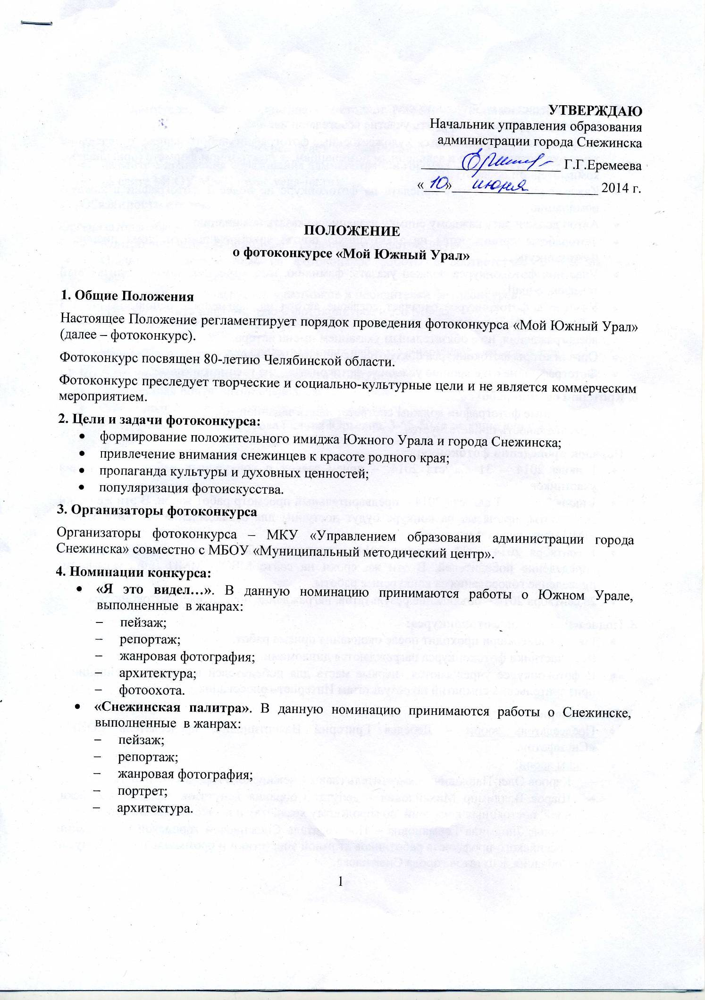 УТВЕРЖДАЮ
Начальник управления образования
администрации города Снежинска
Г.Г.Еремеева
«10» июня 2014 г.
ПОЛОЖЕНИЕ
о фотоконкурсе «Мой Южный Урал»
1. Общие Положения
Настоящее Положение регламентирует порядок проведения фотоконкурса «Мой Южный Урал»
(далее – фотоконкурс).
Фотоконкурс посвящен 80-летию Челябинской области.
Фотоконкурс преследует творческие и социально-культурные цели и не является коммерческим
мероприятием.
2. Цели и задачи фотоконкурса:
• формирование положительного имиджа Южного Урала и города Снежинска;
• привлечение внимания снежинцев к красоте родного края;
• пропаганда культуры и духовных ценностей;
• популяризация фотоискусства.
3. Организаторы фотоконкурса
Организаторы фотоконкурса – МКУ «Управлением образования администрации города
Снежинска» совместно с МБОУ «Муниципальный методический центр».
4. Номинации конкурса:
• «Я это видел…». В данную номинацию принимаются работы о Южном Урале,
выполненные в жанрах:
– пейзаж;
– репортаж;
– жанровая фотография;
– архитектура;
– фотоохота.
• «Снежинская палитра». В данную номинацию принимаются работы о Снежинске,
выполненные в жанрах:
– пейзаж;
– репортаж;
– жанровая фотография;
– портрет;
– архитектура.
1